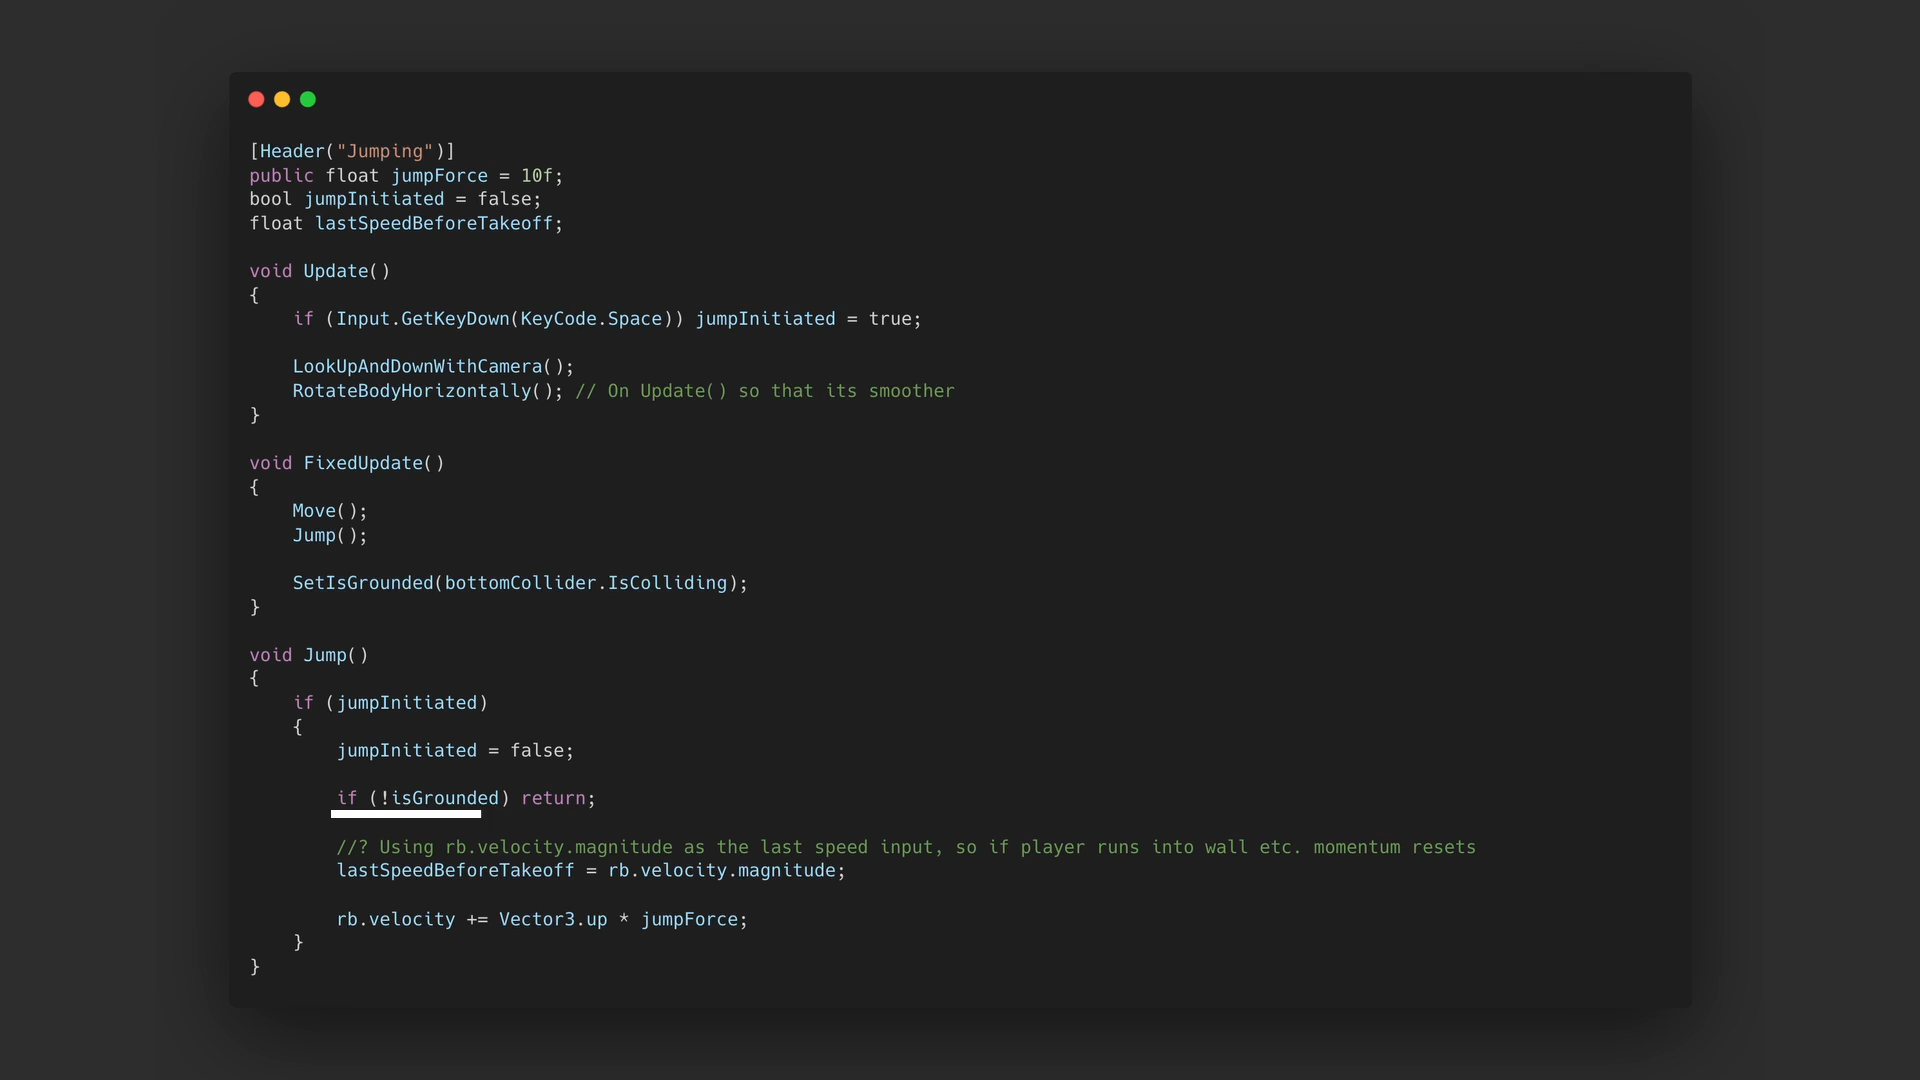 [Header("Jumping")]
public float jumpForce = 10f;
bool jumpInitiated = false;
float lastSpeedBeforeTakeoff;
void Update()
{
if (Input.GetKeyDown(KeyCode.Space)) jumpInitiated = true;
LookUpAndDownWithCamera();
RotateBodyHorizontally(); // On Update() so that its smoother
}
void FixedUpdate()
{
Move();
Jump();
SetIsGrounded(bottomCollider.IsColliding);
}
void Jump()
{
if (jumpInitiated)
{
jumpInitiated = false;
if (!isGrounded) return;
//? Using rb.velocity.magnitude as the last speed input, so if player runs into wall etc. momentum resets
lastSpeedBeforeTakeoff = rb.velocity.magnitude;
rb.velocity += Vector3.up * jumpForce;
}
}